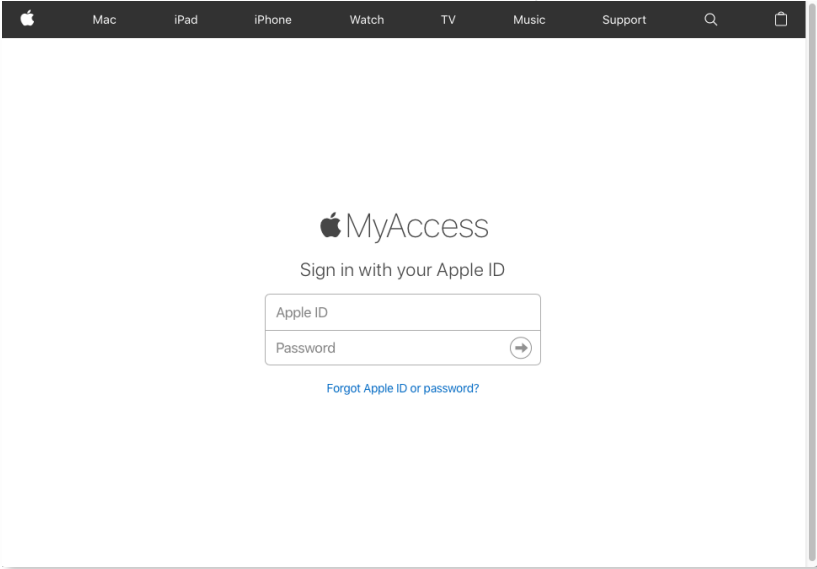 Mac iPad iPhone Watch TV Music Support
MyAccess
Sign in with your Apple ID
Apple ID
Password
Forgot Apple ID or password?